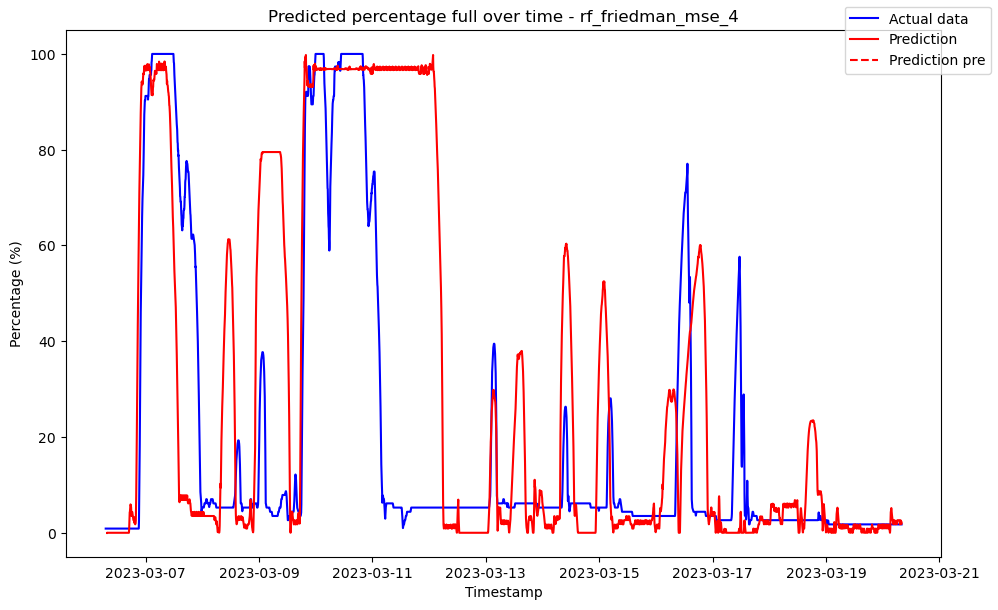 Predicted percentage full over time - rf_friedman_mse_4
Actual data
Prediction
Prediction pre
100
80
60
40
20
0
Percentage (%)
2023-03-07 2023-03-09 2023-03-11 2023-03-13 2023-03-15 2023-03-17 2023-03-19 2023-03-21
Timestamp